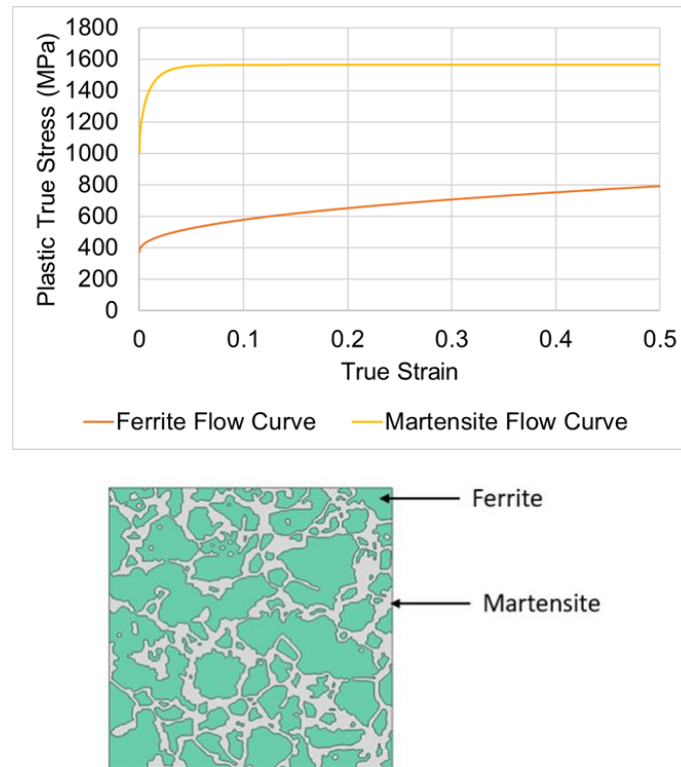 Plastic True Stress (MPa)
1800
1600
1400
1200
1000
800
600
400
200
0
0 0.1 0.2 0.3 0.4 0.5
True Strain
Ferrite Flow Curve Martensite Flow Curve
Ferrite
Martensite